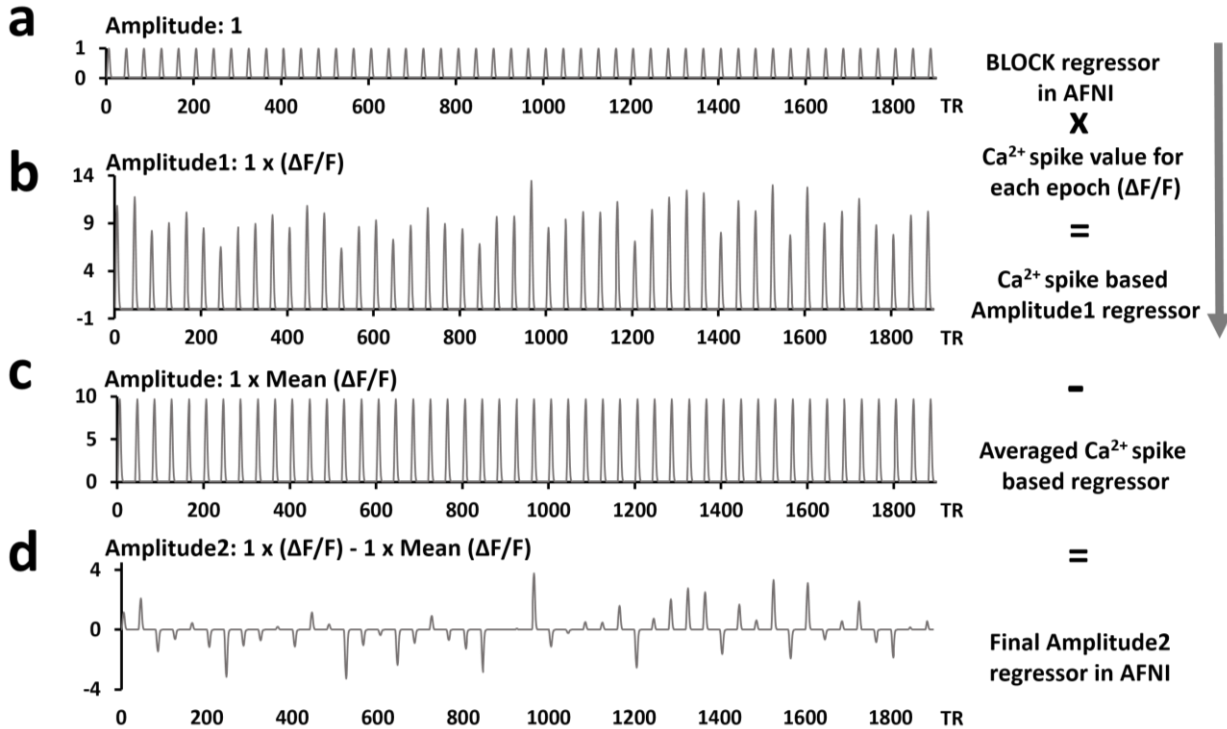 a
Amplitude: 1
1
0
0 200 400 600 800 1000 1200 1400 1600 1800 TR
BLOCK regressor
in AFNI
X
Ca²⁺ spike value for
each epoch (ΔF/F)
=
Ca²⁺ spike based
Amplitude1 regressor
b
Amplitude1: 1 x (ΔF/F)
14
9
4
-1
0 200 400 600 800 1000 1200 1400 1600 1800 TR
c
Amplitude: 1 x Mean (ΔF/F)
10
5
0
0 200 400 600 800 1000 1200 1400 1600 1800 TR
-
Averaged Ca²⁺ spike
based regressor
d
Amplitude2: 1 x (ΔF/F) - 1 x Mean (ΔF/F)
4
0
-4
0 200 400 600 800 1000 1200 1400 1600 1800 TR
=
Final Amplitude2
regressor in AFNI